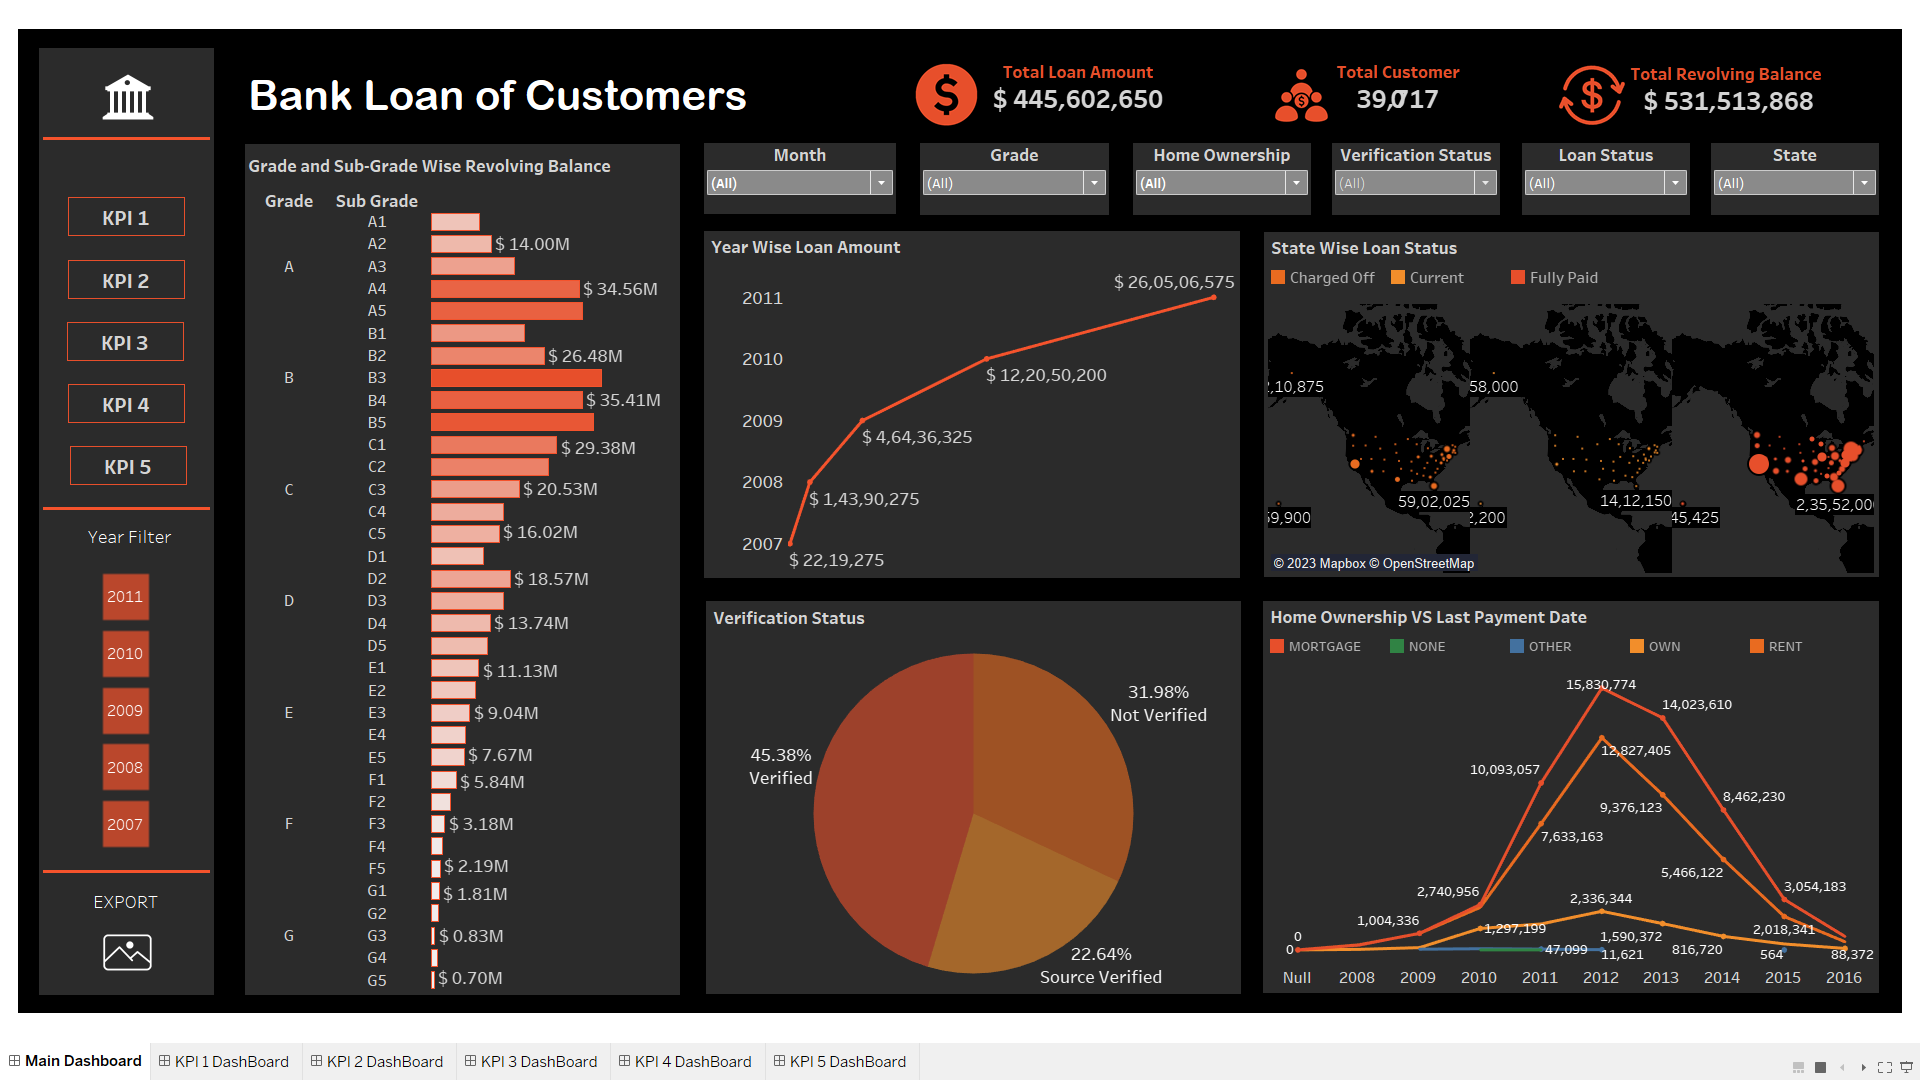 Bank Loan of Customers
Total Loan Amount
$ 445,602,650
Total Customer
39,717
Total Revolving Balance
$ 531,513,868
KPI 1
KPI 2
KPI 3
KPI 4
KPI 5
Year Filter
2011
2010
2009
2008
2007
EXPORT
Grade and Sub-Grade Wise Revolving Balance
Grade Sub Grade
A1
A2 $ 14.00M
A A3
A4 $ 34.56M
A5
B1
B2 $ 26.48M
B B3
B4 $ 35.41M
B5
C1 $ 29.38M
C2
C C3 $ 20.53M
C4
C5 $ 16.02M
D1
D2 $ 18.57M
D D3
D4 $ 13.74M
D5
E1 $ 11.13M
E2
E E3 $ 9.04M
E4
E5 $ 7.67M
F1 $ 5.84M
F2
F F3 $ 3.18M
F4
F5 $ 2.19M
G1 $ 1.81M
G2
G G3 $ 0.83M
G4
G5 $ 0.70M
Month
(All)
Grade
(All)
Home Ownership
(All)
Verification Status
(All)
Loan Status
(All)
State
(All)
Year Wise Loan Amount
2011 $ 26,05,06,575
2010 $ 12,20,50,200
2009 $ 4,64,36,325
2008 $ 1,43,90,275
2007 $ 22,19,275
State Wise Loan Status
Charged Off Current Fully Paid
,10,875 58,000
59,02,025 14,12,150 2,35,52,00
59,900 2,200 45,425
© 2023 Mapbox © OpenStreetMap
Verification Status
31.98%
Not Verified
45.38%
Verified
22.64%
Source Verified
Home Ownership VS Last Payment Date
MORTGAGE NONE OTHER OWN RENT
15,830,774
14,023,610
12,827,405
10,093,057
8,462,230
9,376,123
7,633,163
5,466,122
2,740,956
3,054,183
2,336,344
1,004,336
1,297,199
2,018,341
0
1,590,372
0
47,099
11,621
816,720
564
88,372
Null 2008 2009 2010 2011 2012 2013 2014 2015 2016
Main Dashboard KPI 1 DashBoard KPI 2 DashBoard KPI 3 DashBoard KPI 4 DashBoard KPI 5 DashBoard